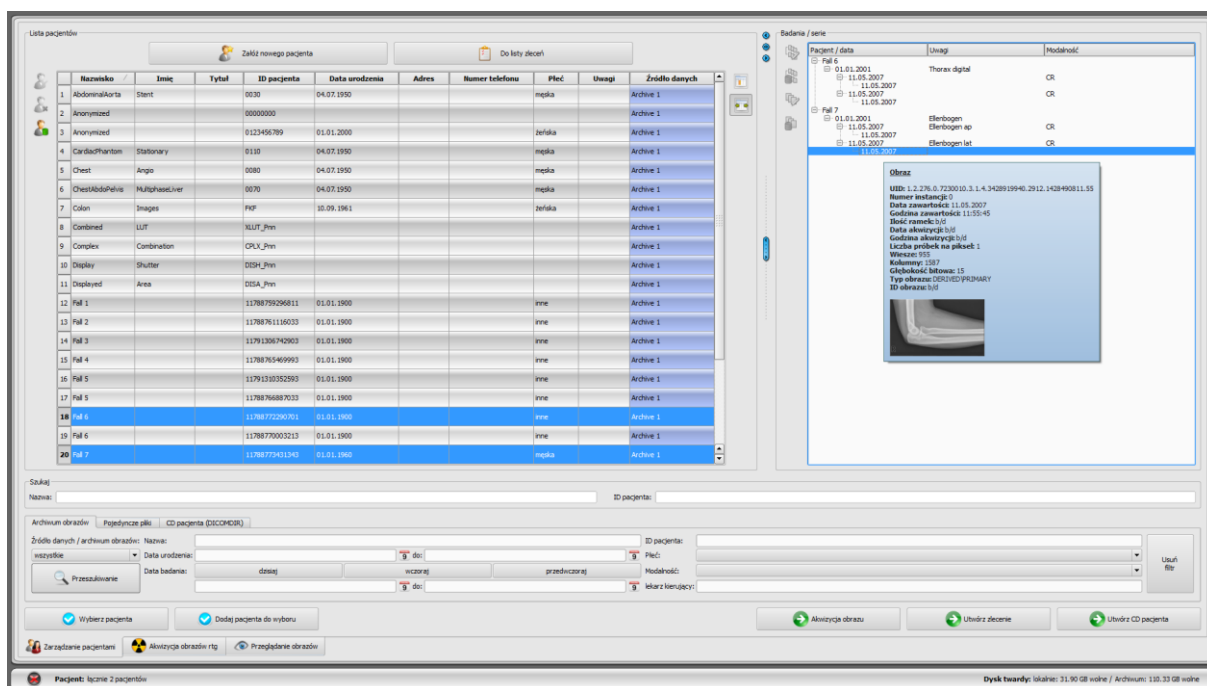 Lista pacjentów
Załóż nowego pacjenta
Do listy zleceń
Nazwisko Imię Tytuł ID pacjenta Data urodzenia Adres Numer telefonu Płeć Uwagi Źródło danych
1 AbdominalAorta Stent 0030 04.07.1950 męska Archive 1
2 Anonymized 00000000 Archive 1
3 Anonymized 0123456789 01.01.2000 żeńska Archive 1
4 CardiacPhantom Stationary 0110 04.07.1950 męska Archive 1
5 Chest Angio 0080 04.07.1950 męska Archive 1
6 ChestAbdoPelvis MultiphaseLiver 0070 04.07.1950 męska Archive 1
7 Colon Images FKF 10.09.1961 żeńska Archive 1
8 Combined LUT XLUT_Pnn Archive 1
9 Complex Combination CPLX_Pnn Archive 1
10 Display Shutter DISH_Pnn Archive 1
11 Displayed Area DISA_Pnn Archive 1
12 Fall 1 11788759296811 01.01.1900 inne Archive 1
13 Fall 2 11788761116033 01.01.1900 inne Archive 1
14 Fall 3 11791306742903 01.01.1900 inne Archive 1
15 Fall 4 11788765469993 01.01.1900 inne Archive 1
16 Fall 5 11791310352593 01.01.1900 inne Archive 1
17 Fall 5 11788766887033 01.01.1900 inne Archive 1
18 Fall 6 11788772290701 01.01.1900 inne Archive 1
19 Fall 6 11788770003213 01.01.1900 inne Archive 1
20 Fall 7 11788773431343 01.01.1960 męska Archive 1
Badania / serie
Pacjent / data Uwagi Modalność
Fall 6
01.01.2001 Thorax digital
11.05.2007 CR
11.05.2007
11.05.2007 CR
11.05.2007
Fall 7
01.01.2001 Ellenbogen
11.05.2007 Ellenbogen ap CR
11.05.2007
11.05.2007 Ellenbogen lat CR
11.05.2007
Obraz
UID: 1.2.276.0.7230010.3.1.4.3428919940.2912.1428490811.55
Numer instancji: 0
Data zawartości: 11.05.2007
Godzina zawartości: 11:55:45
Ilość ramek: b/d
Data akwizycji: b/d
Godzina akwizycji: b/d
Liczba próbek na piksel: 1
Wiesze: 955
Kolumny: 1587
Głębokość bitowa: 15
Typ obrazu: DERIVED\PRIMARY
ID obrazu: b/d
Szukaj
Nazwa: ID pacjenta:
Archiwum obrazów Pojedyncze pliki CD pacjenta (DICOMDIR)
Źródło danych / archiwum obrazów: Nazwa: ID pacjenta:
wszystkie Data urodzenia: 9 do: 9 Płeć:
Przeszukiwanie Data badania: dzisiaj wczoraj przedwczoraj Modalność:
9 do: 9 lekarz kierujący:
Usuń
filtr
Wybierz pacjenta Dodaj pacjenta do wyboru Akwizycja obrazu Utwórz zlecenie Utwórz CD pacjenta
Zarządzanie pacjentami Akwizycja obrazów rtg Przeglądanie obrazów
Pacjent: łącznie 2 pacjentów Dysk twardy: lokalnie: 31.90 GB wolne / Archiwum: 110.33 GB wolne